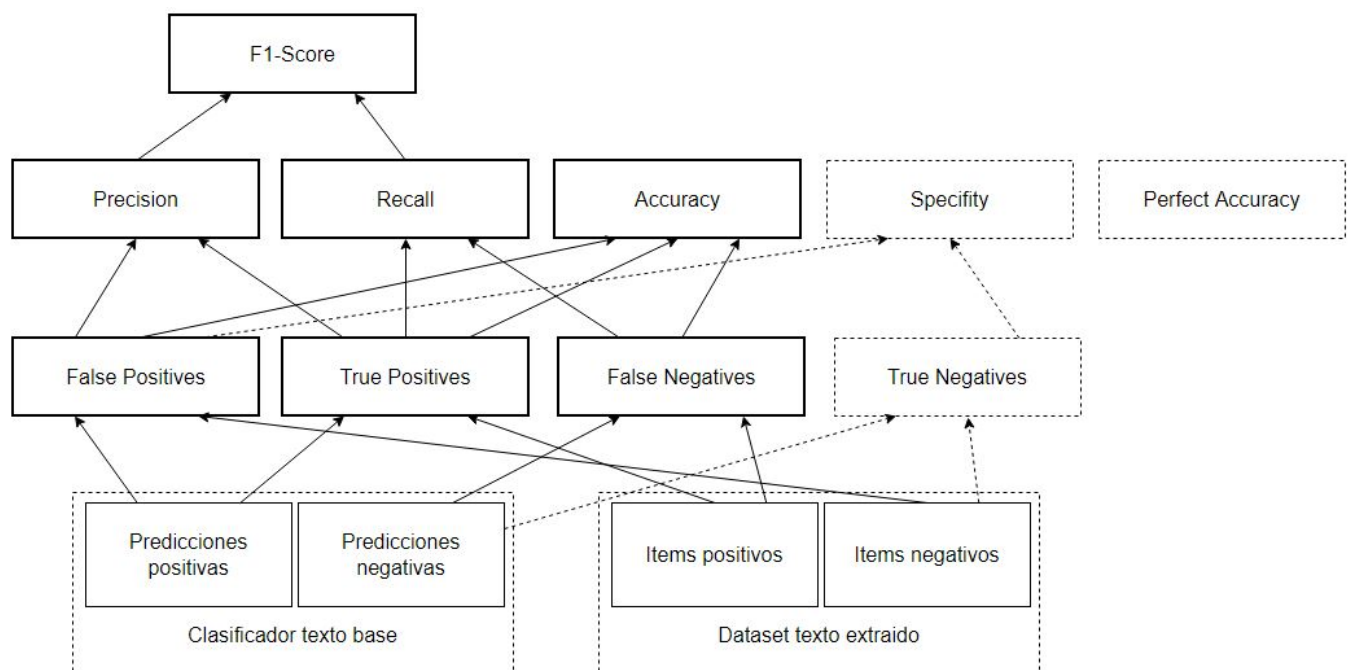 F1-Score
Precision
Recall
Accuracy
Specifity
Perfect Accuracy
False Positives
True Positives
False Negatives
True Negatives
Predicciones
positivas
Predicciones
negativas
Items positivos
Items negativos
Clasificador texto base
Dataset texto extraido